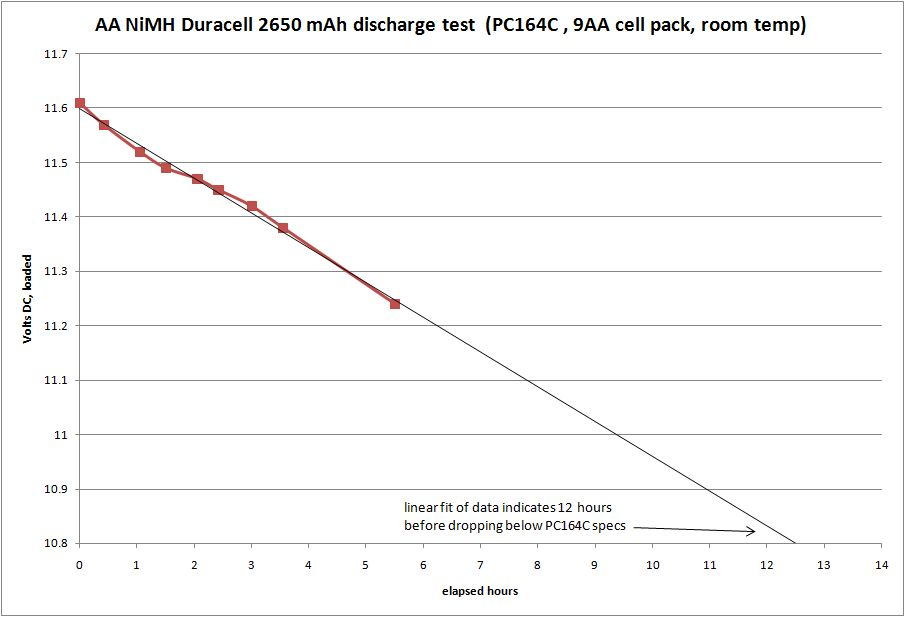 AA NiMH Duracell 2650 mAh discharge test  (PC164C , 9AA cell pack, room temp)
11.7
11.6
11.5
11.4
11.3
11.2
11.1
11
10.9
10.8
Volts DC, loaded
linear fit of data indicates 12 hours
before dropping below PC164C specs
0 1 2 3 4 5 6 7 8 9 10 11 12 13 14
elapsed hours